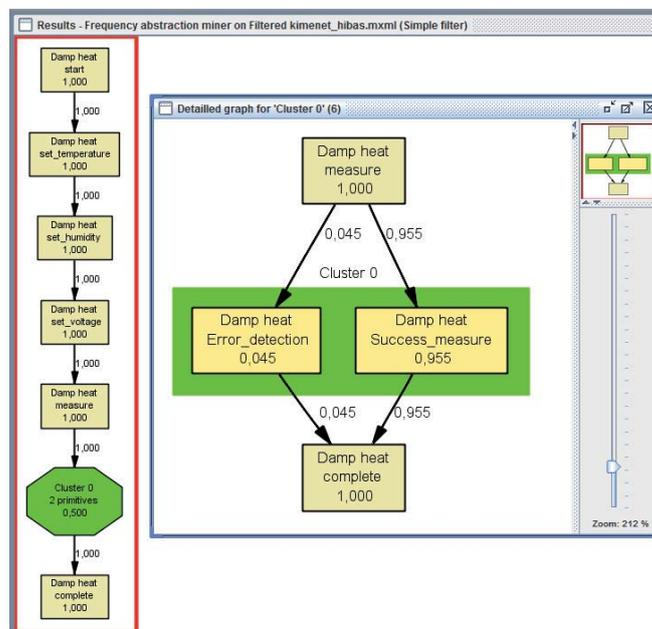 Results - Frequency abstraction miner on Filtered kimenet_hibas.mxml (Simple filter)
Damp heat
start
1,000
1,000
Damp heat
set_temperature
1,000
1,000
Damp heat
set_humidity
1,000
1,000
Damp heat
set_voltage
1,000
1,000
Damp heat
measure
1,000
1,000
Cluster 0
2 primitives
0,500
1,000
Damp heat
complete
1,000
Detailled graph for 'Cluster 0' (6)
Damp heat
measure
1,000
0,045 0,955
Cluster 0
Damp heat
Error_detection
0,045
Damp heat
Success_measure
0,955
0,045 0,955
Damp heat
complete
1,000
Zoom: 212 %